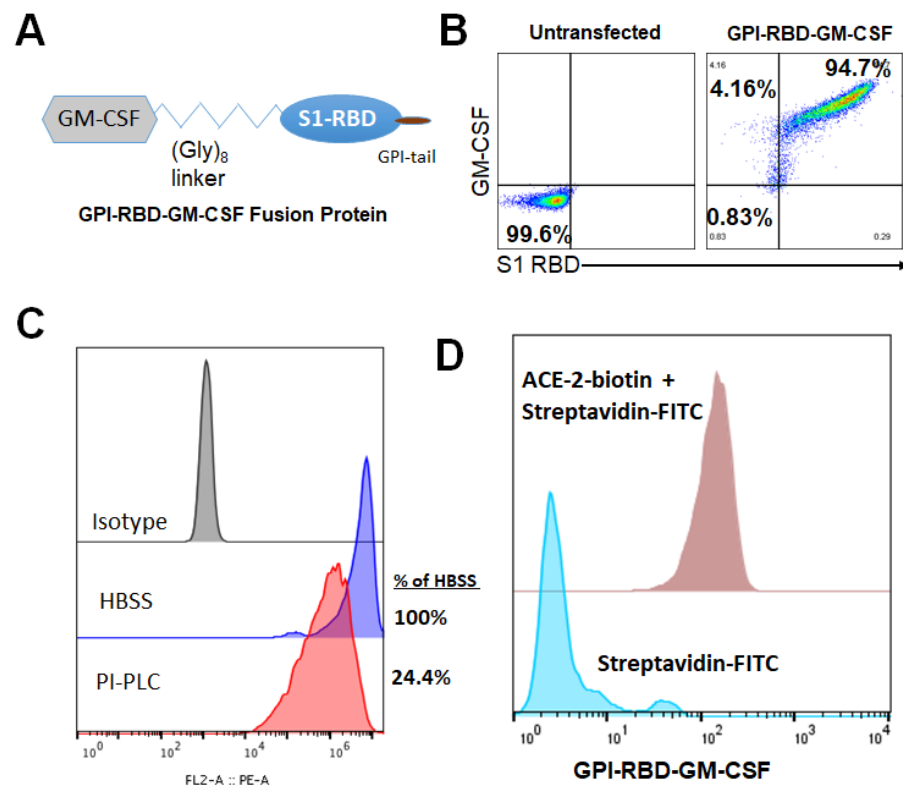 A
GM-CSF
S1-RBD
(Gly)8
linker
GPI-tail
GPI-RBD-GM-CSF Fusion Protein
B
Untransfected
GPI-RBD-GM-CSF
4.16
4.16%
94.7%
GM-CSF
99.6%
0.83%
0.83
0.29
S1 RBD
C
Isotype
HBSS
PI-PLC
% of HBSS
100%
24.4%
10^0 10^2 10^4 10^6
FL2-A :: PE-A
D
ACE-2-biotin +
Streptavidin-FITC
Streptavidin-FITC
10^0 10^1 10^2 10^3 10^4
GPI-RBD-GM-CSF